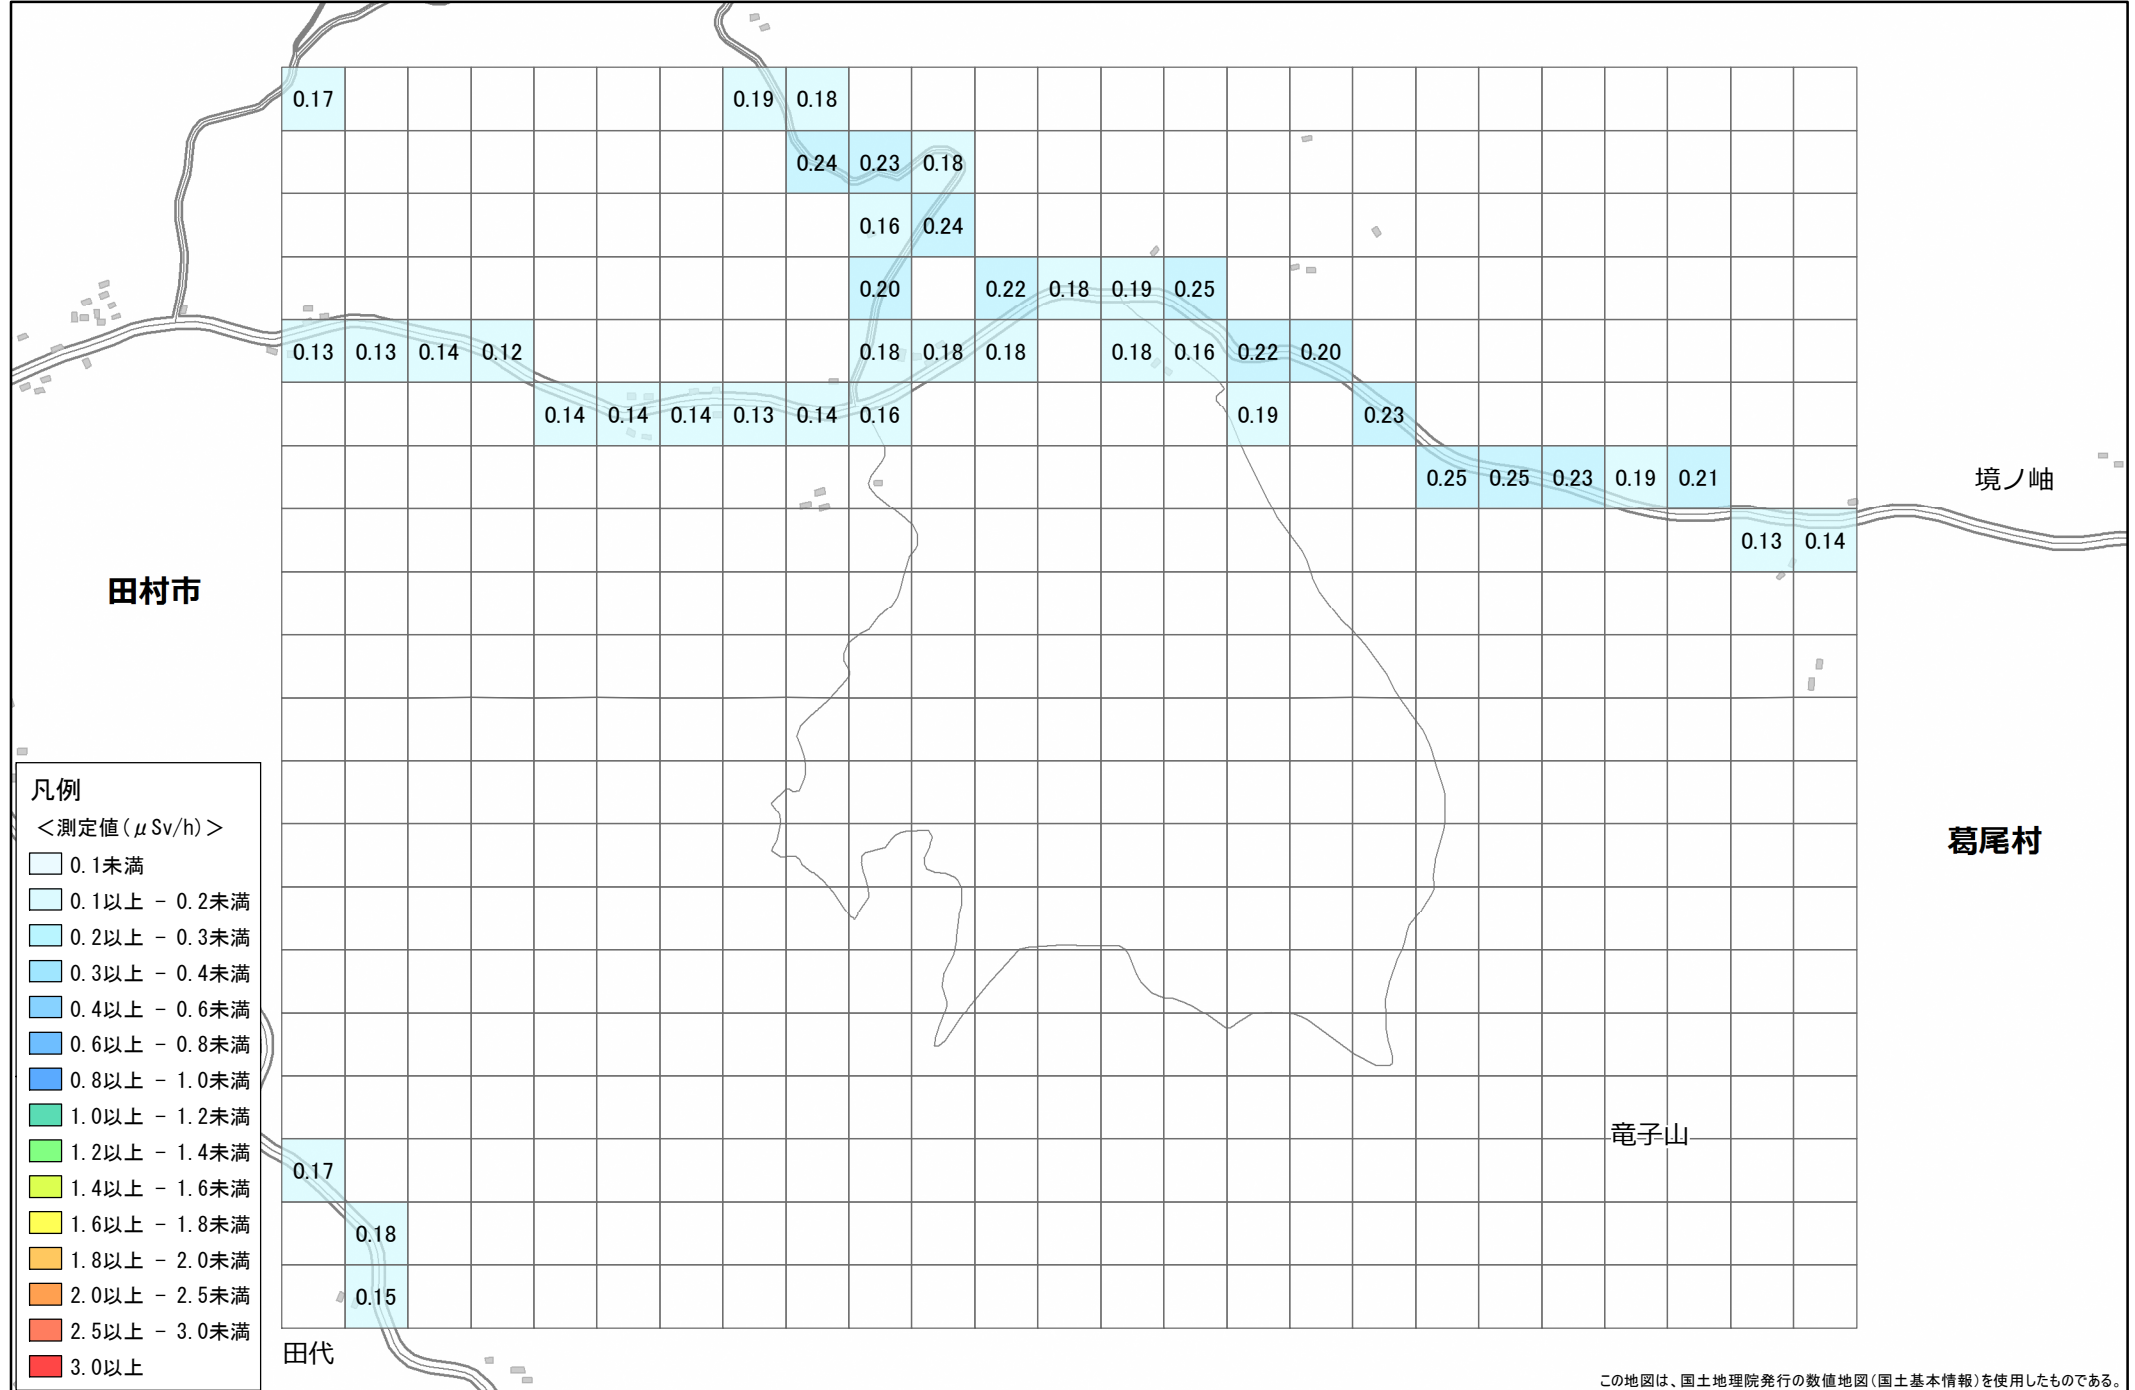 0.17 0.19 0.18
0.24 0.23 0.18
0.16 0.24
0.20 0.22 0.18 0.19 0.25
0.13 0.13 0.14 0.12 0.18 0.18 0.18 0.18 0.16 0.22 0.20
0.14 0.14 0.14 0.13 0.14 0.16 0.19 0.23
0.25 0.25 0.23 0.19 0.21
境ノ岫
0.13 0.14
田村市
葛尾村
凡例
＜測定値(μSv/h)＞
0.1未満
0.1以上 - 0.2未満
0.2以上 - 0.3未満
0.3以上 - 0.4未満
0.4以上 - 0.6未満
0.6以上 - 0.8未満
0.8以上 - 1.0未満
1.0以上 - 1.2未満
1.2以上 - 1.4未満
1.4以上 - 1.6未満
1.6以上 - 1.8未満
1.8以上 - 2.0未満
2.0以上 - 2.5未満
2.5以上 - 3.0未満
3.0以上
竜子山
0.17
0.18
0.15
田代
この地図は、国土地理院発行の数値地図(国土基本情報)を使用したものである。